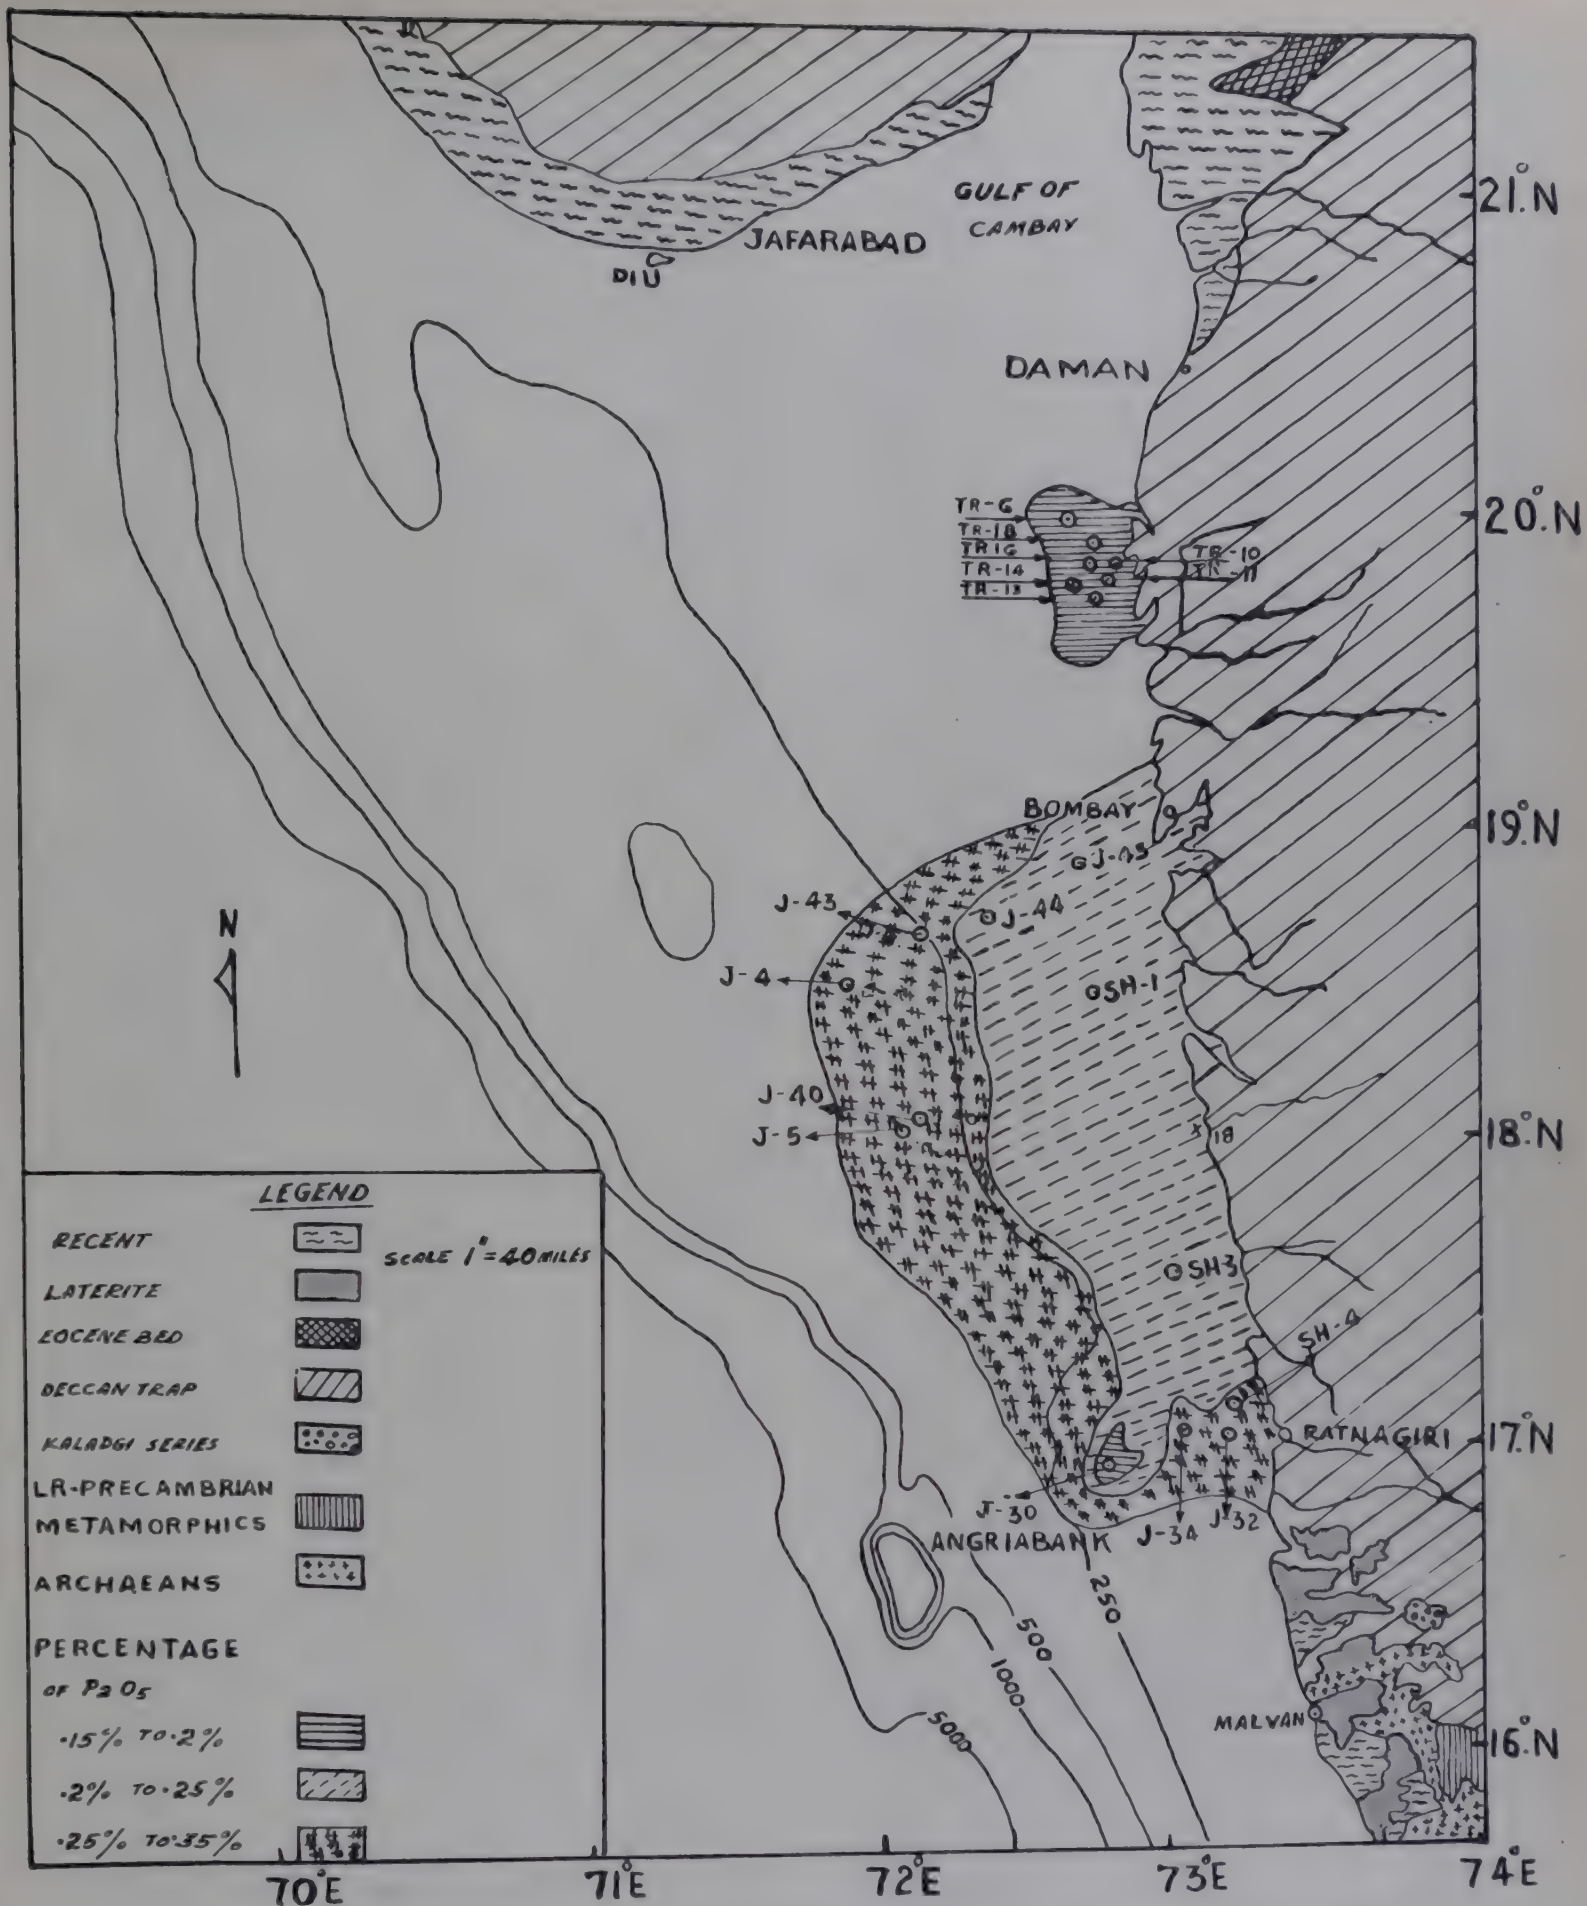 21°.N
GULF OF
CAMBAY
JAFARABAD
DIU
DAMAN
20°.N
TR-6
TR-18
TR16
TR-14
TR-13
TR-10
TR-11
19°.N
BOMBAY
J-45
J-44
J-43
J-4
SH-1
N
J-40
J-5
18
18°.N
SH3
SH-4
RATNAGIRI
17°.N
J-30
J-34
J-32
ANGRIABANK
250
500
1000
5000
MALVAN
16°.N
LEGEND
RECENT
SCALE 1"=40 MILES
LATERITE
EOCENE BED
DECCAN TRAP
KALADGI SERIES
LR-PRECAMBRIAN
METAMORPHICS
ARCHAEANS
PERCENTAGE
OF P2O5
.15% TO .2%
.2% TO .25%
.25% TO .35%
70°E
71°E
72°E
73°E
74°E